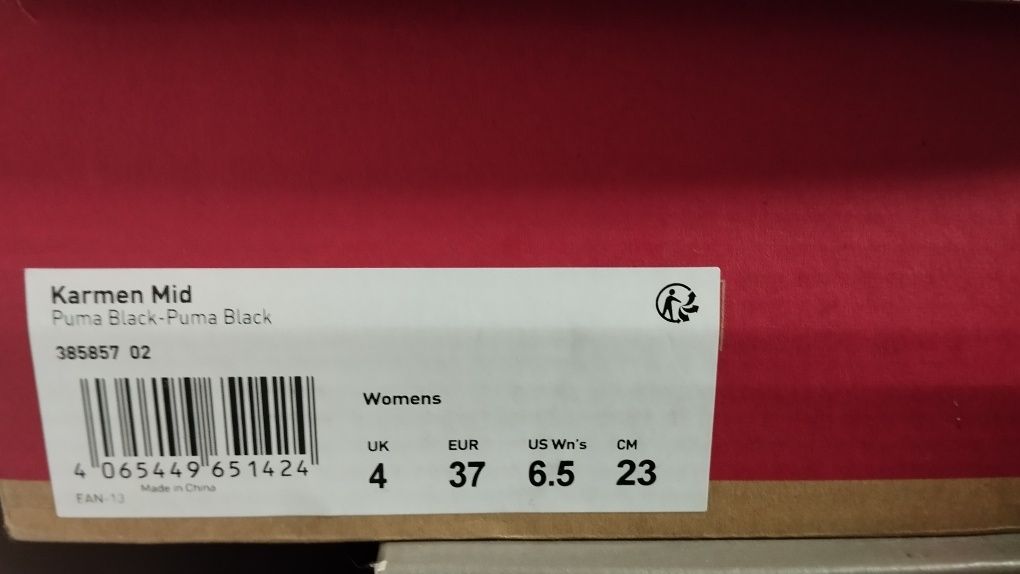 Karmen Mid
Puma Black-Puma Black
385857 02
Womens
UK EUR US Wn's CM
4 37 6.5 23
4 065449 651424
Made in China
EAN-13